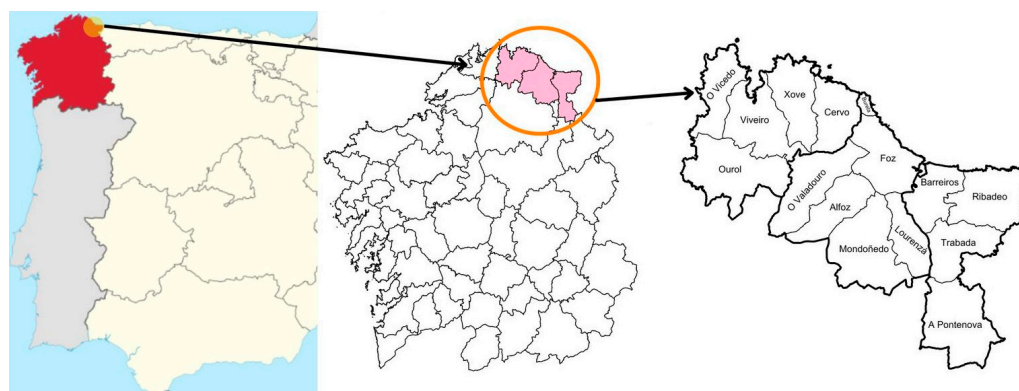 O Vicedo
Xove
Viveiro
Cervo
Foz
Ourol
O Valadouro
Barreiros
Ribadeo
Alfoz
Lourenzá
Mondoñedo
Trabada
A Pontenova